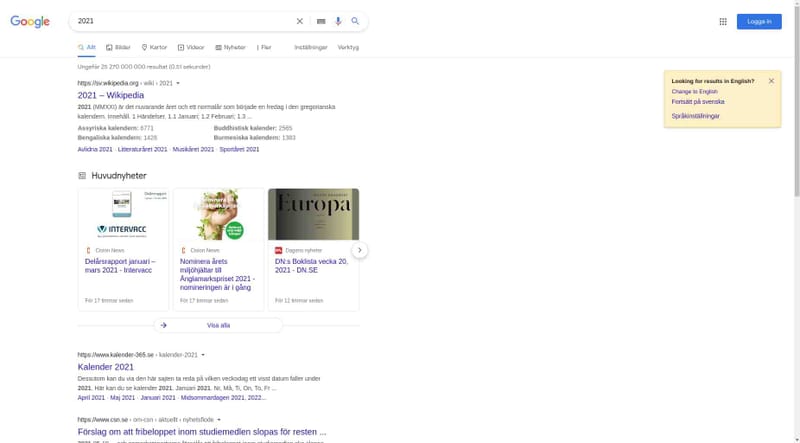 Google
2021
Logga in
Allt Bilder Kartor Videor Nyheter Fler Inställningar Verktyg
Ungefär 25 270 000 000 resultat (0,51 sekunder)
https://sv.wikipedia.org › wiki › 2021
2021 – Wikipedia
2021 (MMXXI) är det nuvarande året och ett normalår som började en fredag i den gregorianska
kalendern. Innehåll. 1 Händelser. 1.1 Januari; 1.2 Februari; 1.3 ...
Assyriska kalendern: 6771 Buddhistisk kalender: 2565
Bengaliska kalendern: 1428 Burmesiska kalendern: 1383
Avlidna 2021 · Litteraturåret 2021 · Musikåret 2021 · Sportåret 2021
Looking for results in English?
Change to English
Fortsätt på svenska
Språkinställningar
Huvudnyheter
Delårsrapport
INTERVACC
Europa
Cision News
Delårsrapport januari –
mars 2021 - Intervacc
För 17 timmar sedan
Cision News
Nominera årets
miljöhjältar till
Änglamarkspriset 2021 -
nomineringen är i gång
För 17 timmar sedan
DN. Dagens nyheter
DN:s Boklista vecka 20,
2021 - DN.SE
För 12 timmar sedan
Visa alla
https://www.kalender-365.se › kalender-2021
Kalender 2021
Dessutom kan du via den här sajten ta reda på vilken veckodag ett visst datum faller under
2021. Här kan du se kalender 2021. Januari 2021. Nr, Må, Ti, On, To, Fr ...
April 2021 · Maj 2021 · Januari 2021 · Midsommardagen 2021, 2022...
https://www.csn.se › om-csn › aktuellt › nyhetsflode
Förslag om att fribeloppet inom studiemedlen slopas för resten ...